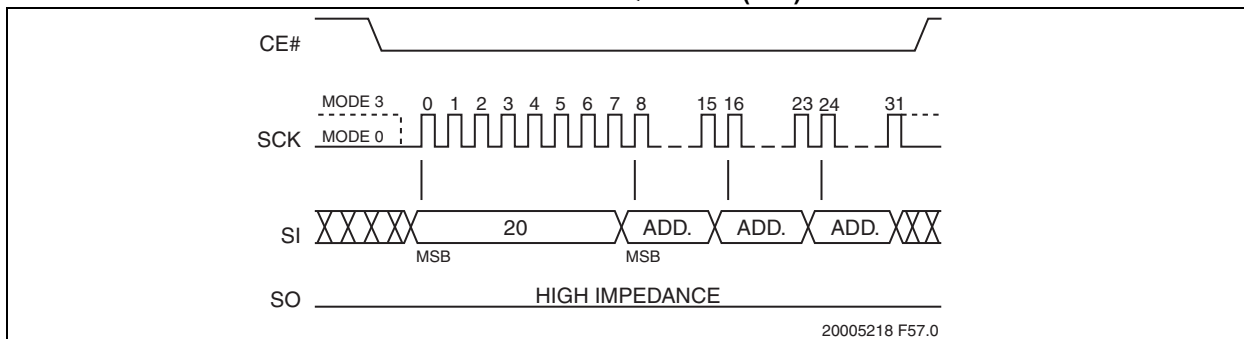 CE#
MODE 3
0 1 2 3 4 5 6 7 8 15 16 23 24 31
SCK
MODE 0
SI
20 ADD. ADD. ADD.
MSB MSB
SO
HIGH IMPEDANCE
20005218 F57.0